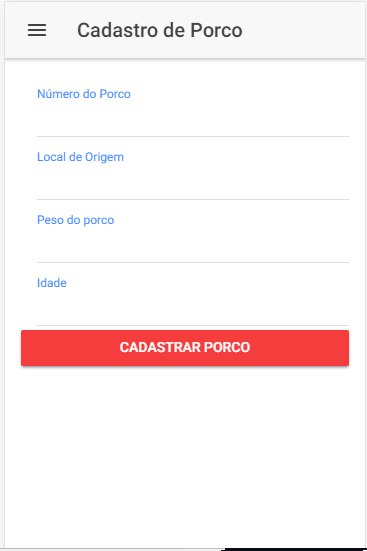 Cadastro de Porco
Número do Porco
Local de Origem
Peso do porco
Idade
CADASTRAR PORCO